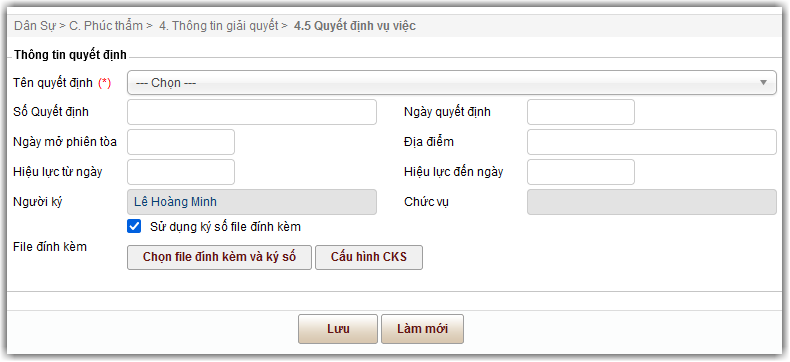 Dân Sự > C. Phúc thẩm > 4. Thông tin giải quyết > 4.5 Quyết định vụ việc
Thông tin quyết định
Tên quyết định (*) --- Chọn ---
Số Quyết định Ngày quyết định
Ngày mở phiên tòa Địa điểm
Hiệu lực từ ngày Hiệu lực đến ngày
Người ký Lê Hoàng Minh Chức vụ
Sử dụng ký số file đính kèm
File đính kèm
Chọn file đính kèm và ký số Cấu hình CKS
Lưu Làm mới